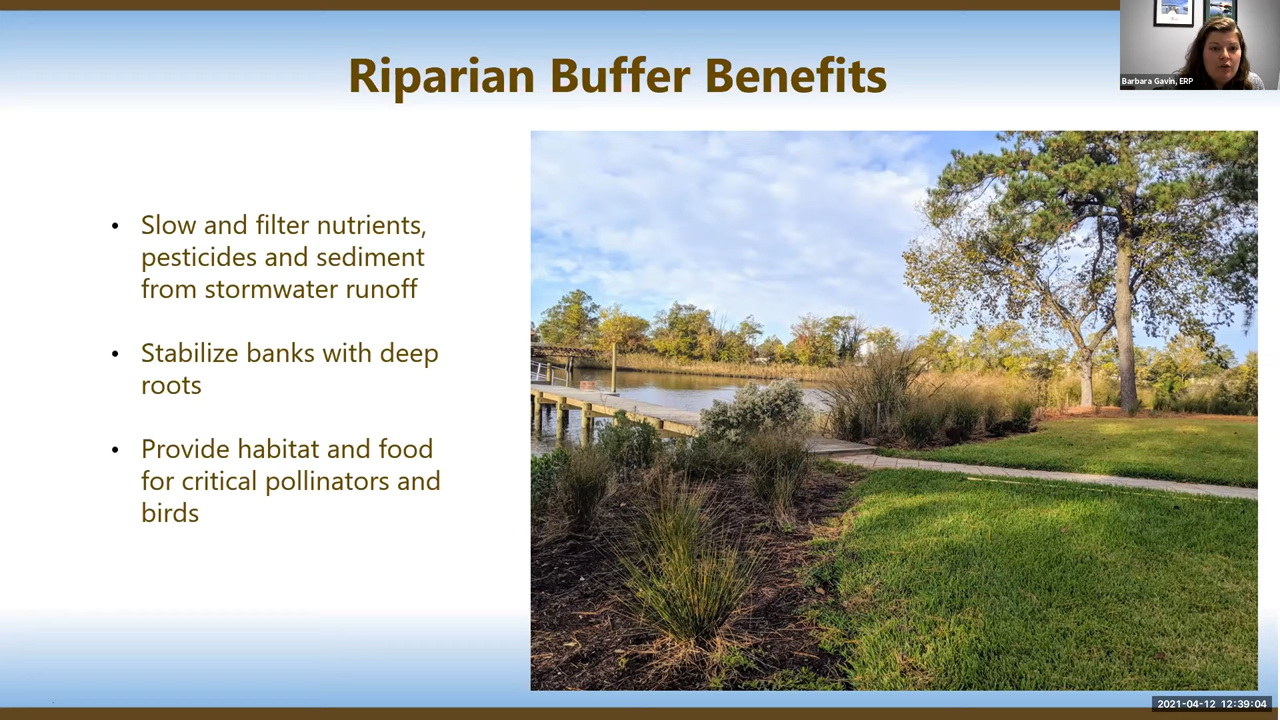 Riparian Buffer Benefits
Barbara Gavin, ERP
• Slow and filter nutrients,
pesticides and sediment
from stormwater runoff
• Stabilize banks with deep
roots
• Provide habitat and food
for critical pollinators and
birds
2021-04-12 12:39:04